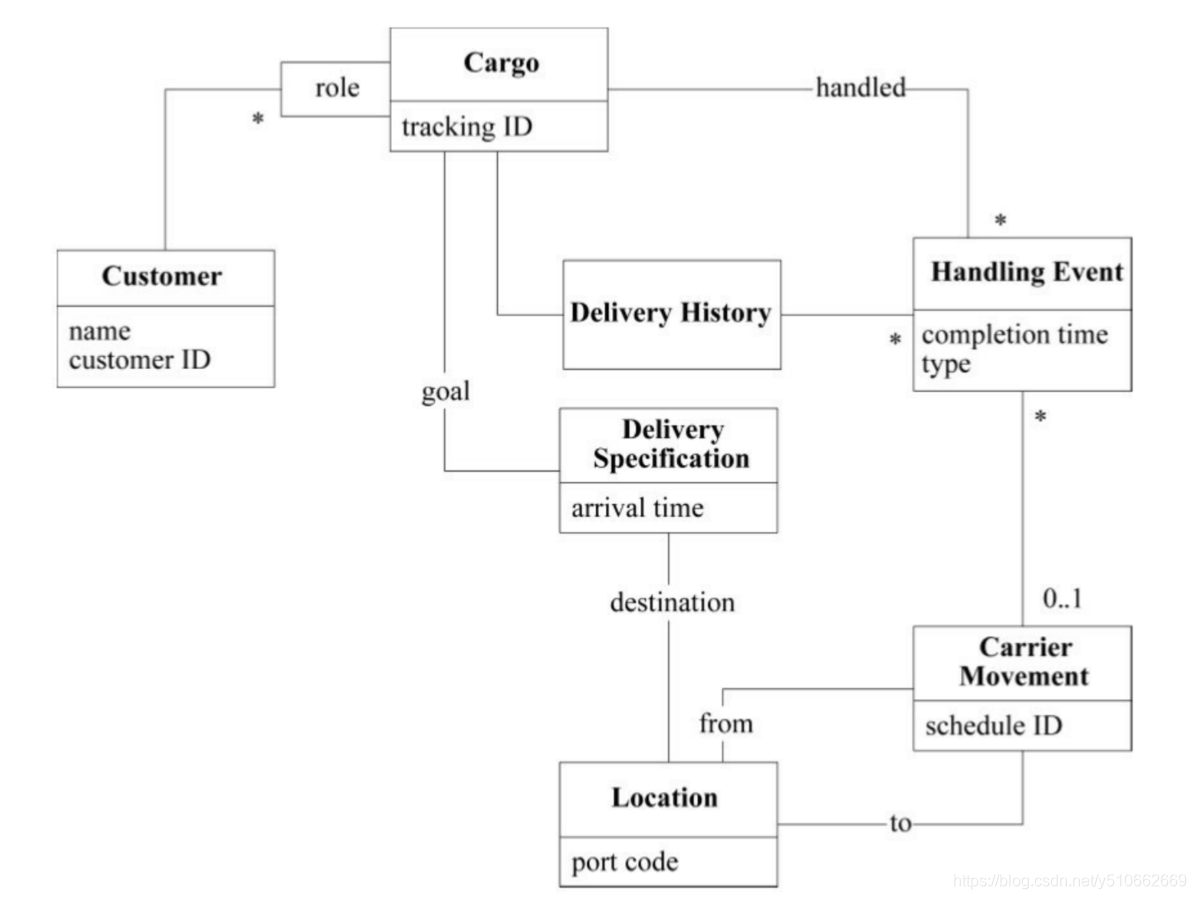 Cargo
role
handled
*
tracking ID
*
Customer
name
customer ID
Handling Event
completion time
type
Delivery History
*
goal
*
Delivery
Specification
arrival time
destination
0..1
Carrier
Movement
schedule ID
from
Location
port code
to
https://blog.csdn.net/y510662669